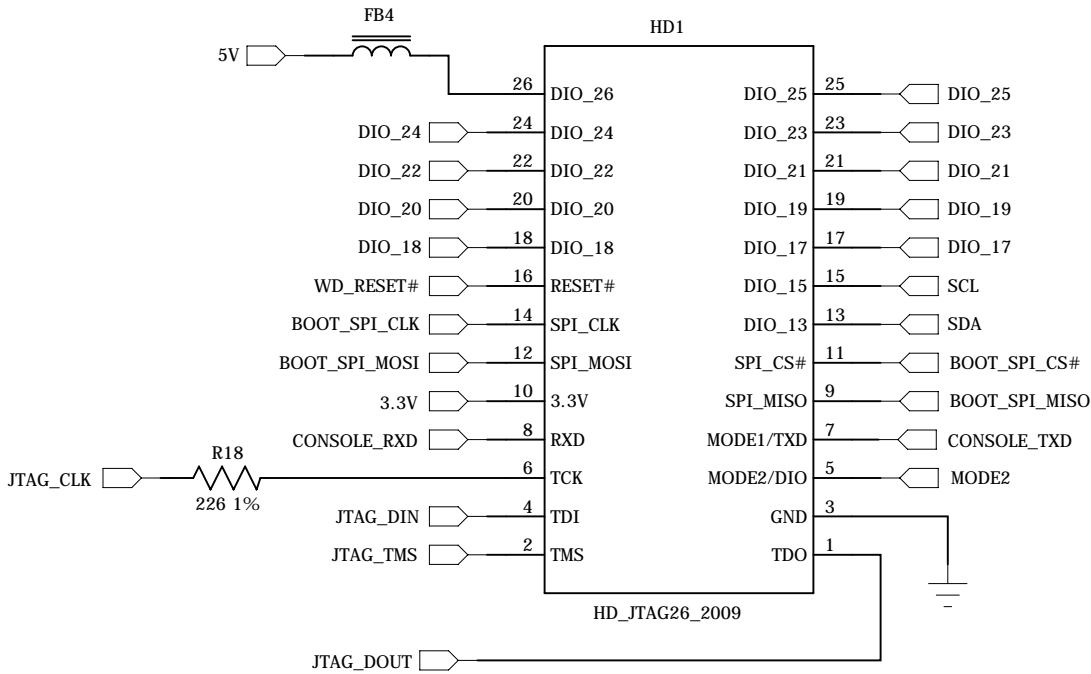 FB4
HD1
5V
26 DIO_26 DIO_25 25 DIO_25
DIO_24 24 DIO_24 DIO_23 23 DIO_23
DIO_22 22 DIO_22 DIO_21 21 DIO_21
DIO_20 20 DIO_20 DIO_19 19 DIO_19
DIO_18 18 DIO_18 DIO_17 17 DIO_17
WD_RESET# 16 RESET# DIO_15 15 SCL
BOOT_SPI_CLK 14 SPI_CLK DIO_13 13 SDA
BOOT_SPI_MOSI 12 SPI_MOSI SPI_CS# 11 BOOT_SPI_CS#
3.3V 10 3.3V SPI_MISO 9 BOOT_SPI_MISO
CONSOLE_RXD 8 RXD MODE1/TXD 7 CONSOLE_TXD
R18
JTAG_CLK 6 TCK MODE2/DIO 5 MODE2
226 1%
JTAG_DIN 4 TDI GND 3
JTAG_TMS 2 TMS TDO 1
HD_JTAG26_2009
JTAG_DOUT